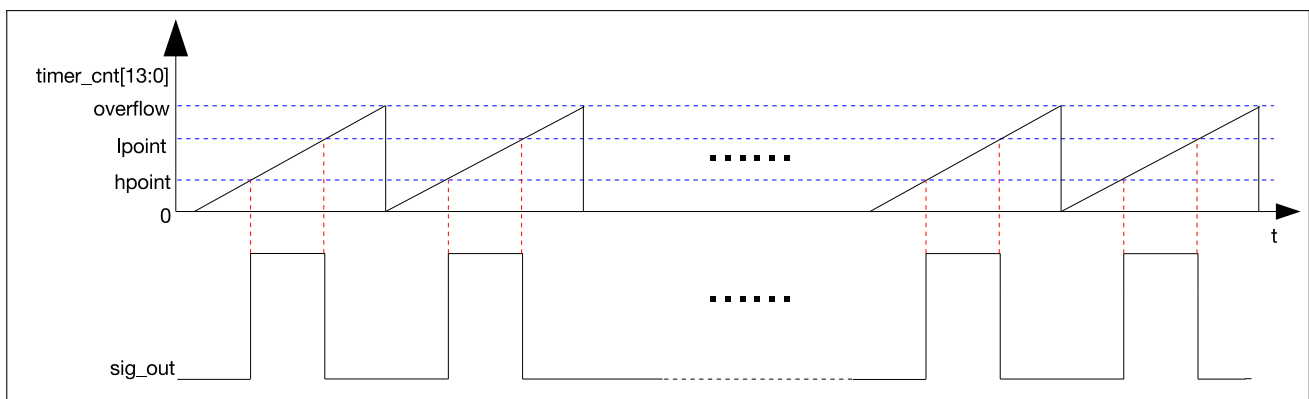 timer_cnt[13:0]
overflow
lpoint
hpoint
0
t
sig_out